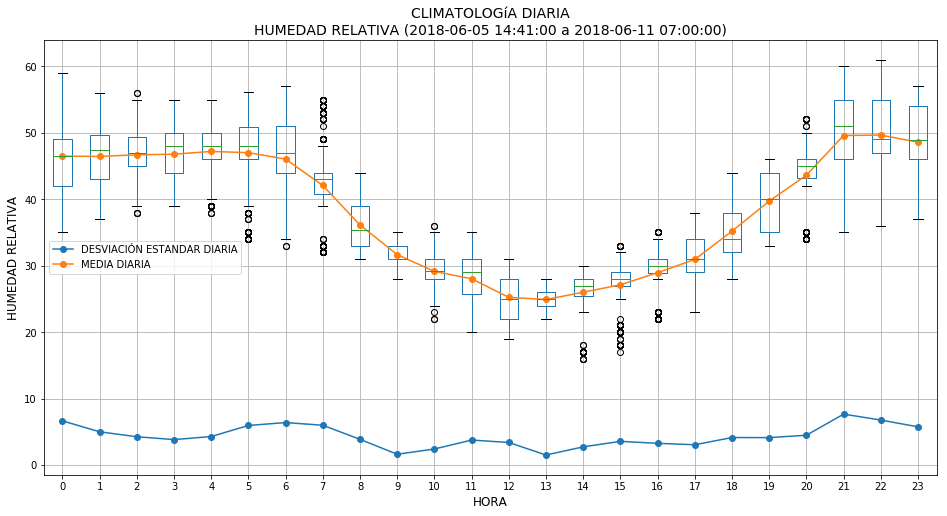 CLIMATOLOGíA DIARIA
HUMEDAD RELATIVA (2018-06-05 14:41:00 a 2018-06-11 07:00:00)
60
50
40
30
20
10
0
HUMEDAD RELATIVA
DESVIACIÓN ESTANDAR DIARIA
MEDIA DIARIA
0 1 2 3 4 5 6 7 8 9 10 11 12 13 14 15 16 17 18 19 20 21 22 23
HORA